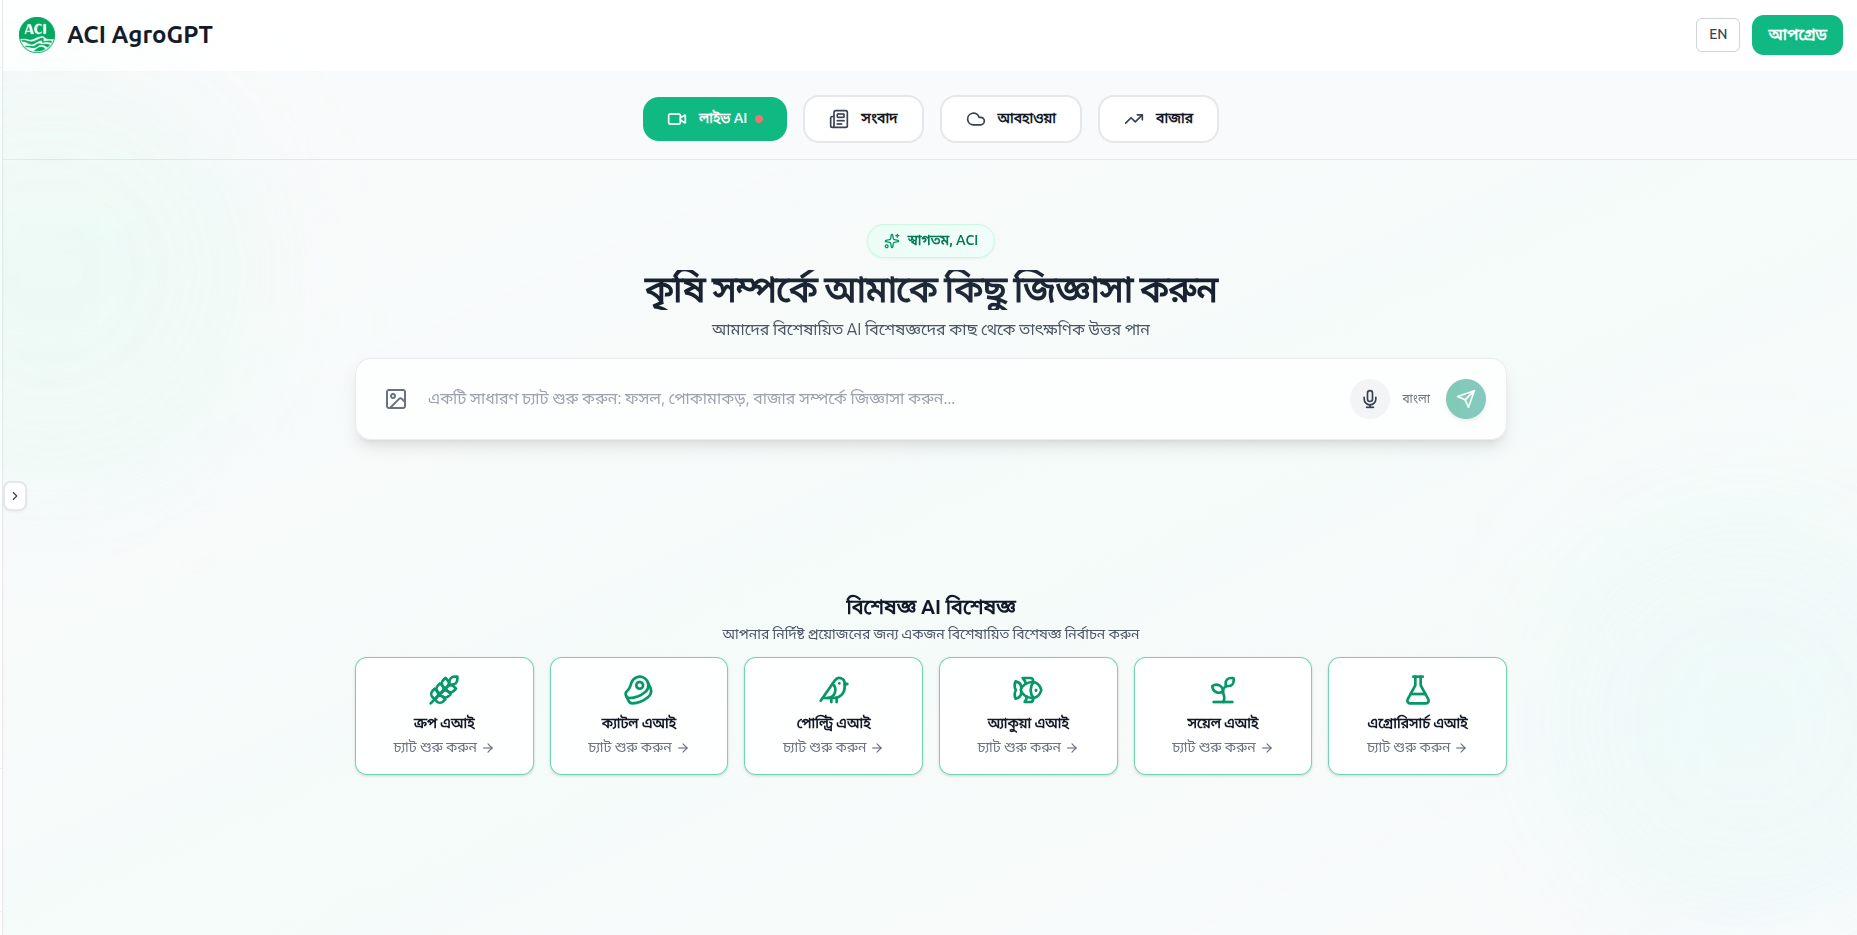 ACI
ACI AgroGPT
EN
আপগ্রেড
লাইভ AI
সংবাদ
আবহাওয়া
বাজার
স্বাগতম, ACI
কৃষি সম্পর্কে আমাকে কিছু জিজ্ঞাসা করুন
আমাদের বিশেষায়িত AI বিশেষজ্ঞদের কাছ থেকে তাৎক্ষণিক উত্তর পান
একটি সাধারণ চ্যাট শুরু করুন: ফসল, পোকামাকড়, বাজার সম্পর্কে জিজ্ঞাসা করুন...
বাংলা
বিশেষজ্ঞ AI বিশেষজ্ঞ
আপনার নির্দিষ্ট প্রয়োজনের জন্য একজন বিশেষায়িত বিশেষজ্ঞ নির্বাচন করুন
ক্রপ এআই
চ্যাট শুরু করুন →
ক্যাটল এআই
চ্যাট শুরু করুন →
পোল্ট্রি এআই
চ্যাট শুরু করুন →
অ্যাকুয়া এআই
চ্যাট শুরু করুন →
সয়েল এআই
চ্যাট শুরু করুন →
এগ্রোরিসার্চ এআই
চ্যাট শুরু করুন →